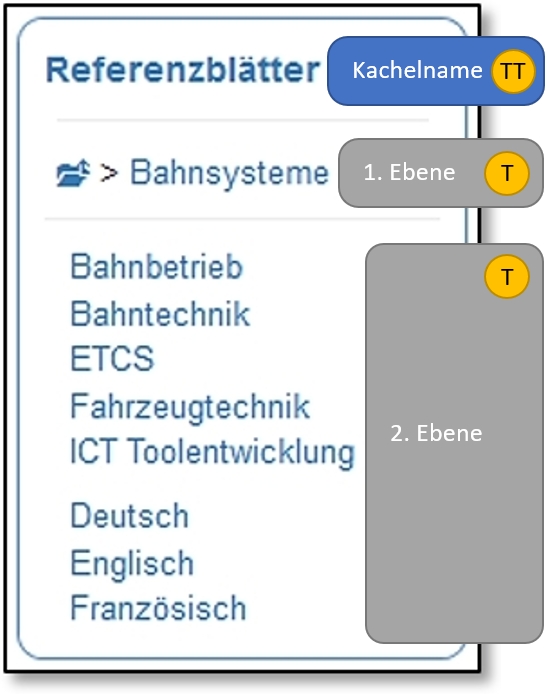 Referenzblätter Kachelname TT
> Bahnsysteme 1. Ebene T
T
Bahnbetrieb
Bahntechnik
ETCS
Fahrzeugtechnik
2. Ebene
ICT Toolentwicklung
Deutsch
Englisch
Französisch